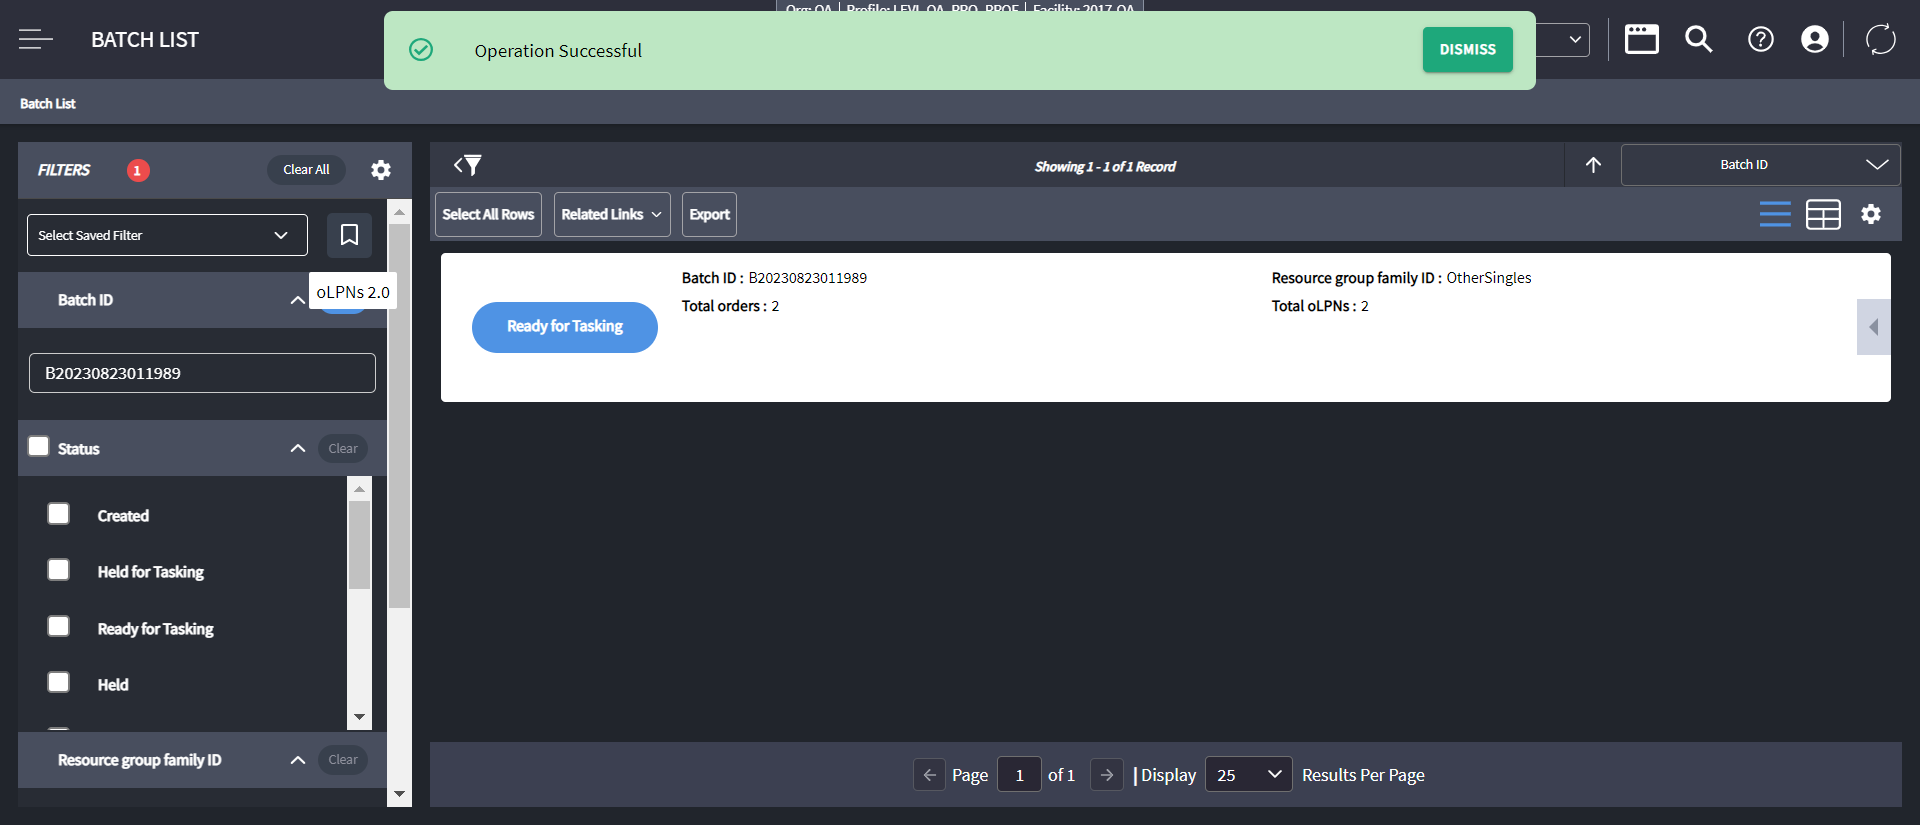 Org: QA | Profile: LEVI_QA_PRO_PROF | Facility: 2017-QA
BATCH LIST
Operation Successful
DISMISS
Batch List
FILTERS
1
Clear All
Showing 1 - 1 of 1 Record
Batch ID
Select Saved Filter
Select All Rows
Related Links
Export
Batch ID
oLPNs 2.0
B20230823011989
Batch ID : B20230823011989
Resource group family ID : OtherSingles
Total orders : 2
Total oLPNs : 2
Ready for Tasking
Status
Clear
Created
Held for Tasking
Ready for Tasking
Held
Resource group family ID
Clear
Page 1 of 1 | Display 25 Results Per Page